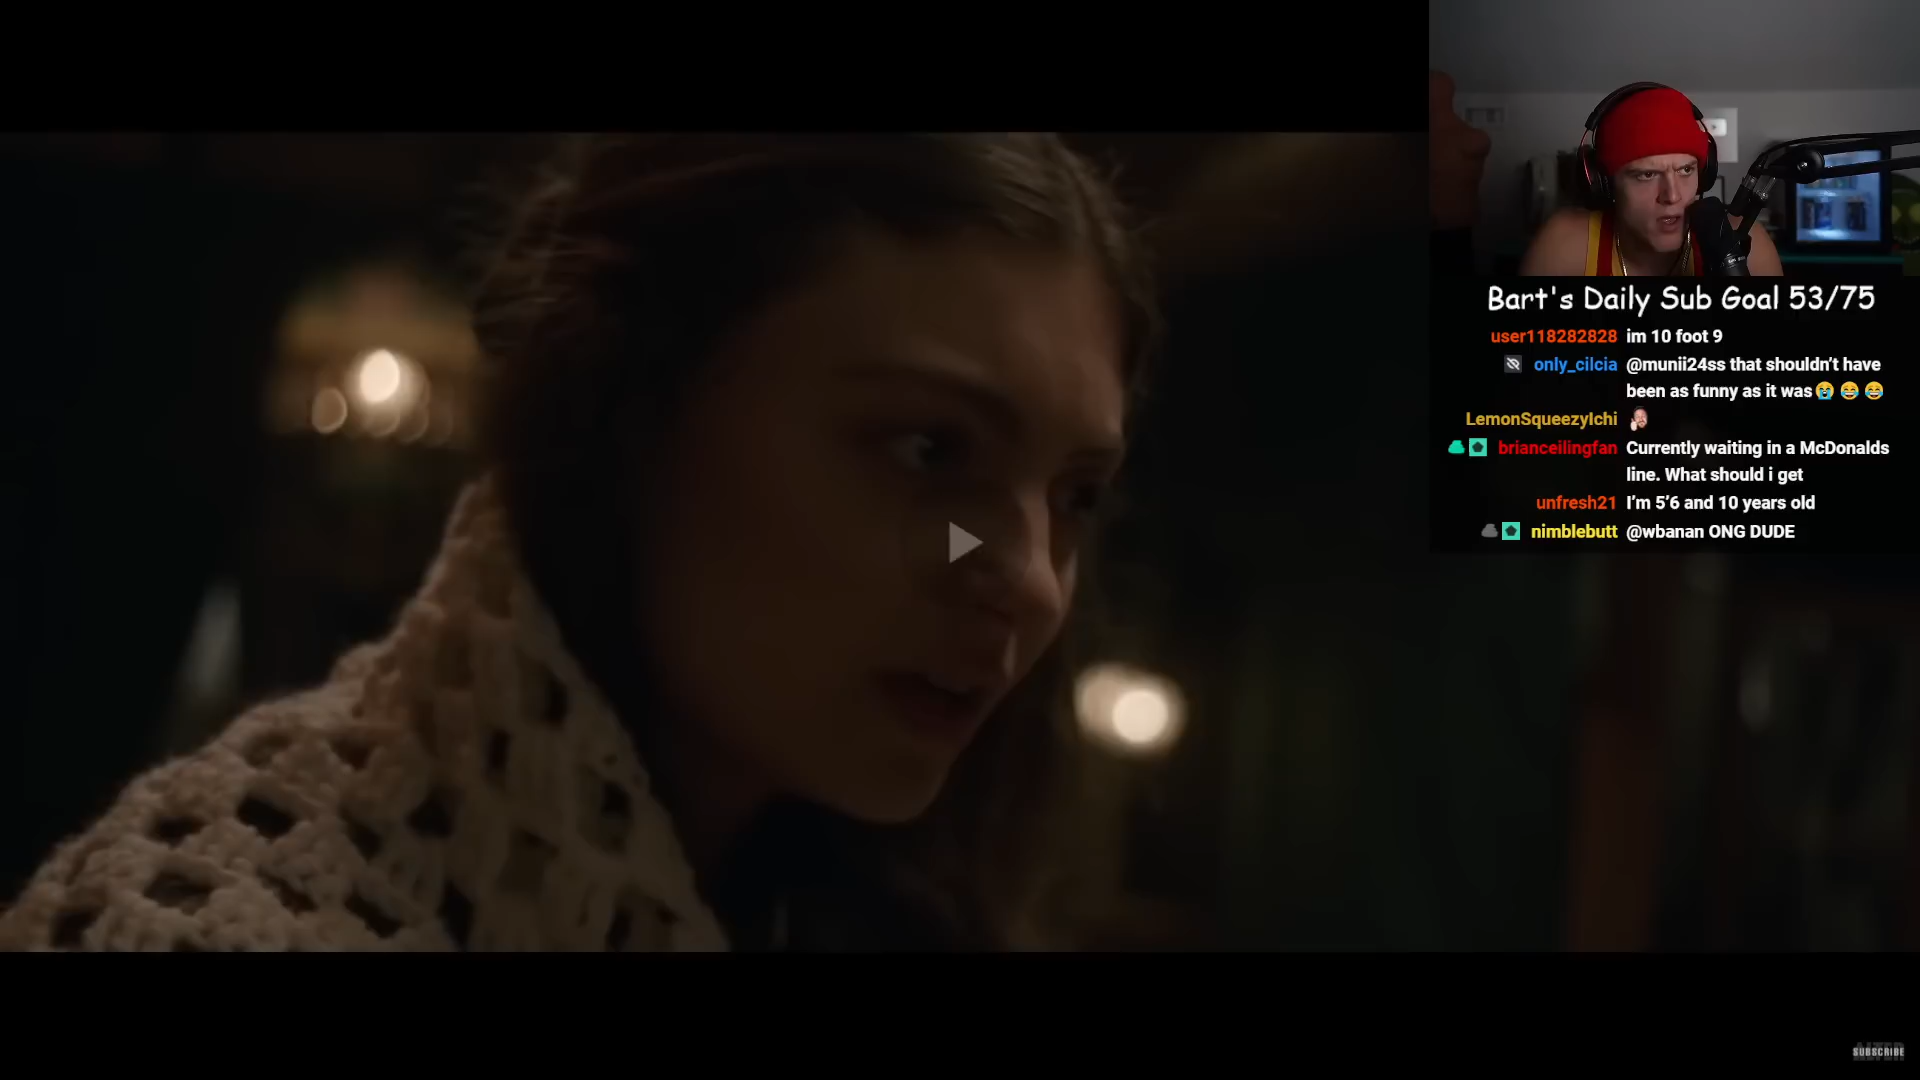 Bart's Daily Sub Goal 53/75
user118282828 im 10 foot 9
only_cilcia @munii24ss that shouldn’t have
been as funny as it was😭 😂 😂
LemonSqueezyIchi
brianceilingfan Currently waiting in a McDonalds
line. What should i get
unfresh21 I’m 5’6 and 10 years old
nimblebutt @wbanan ONG DUDE
ALTER
SUBSCRIBE